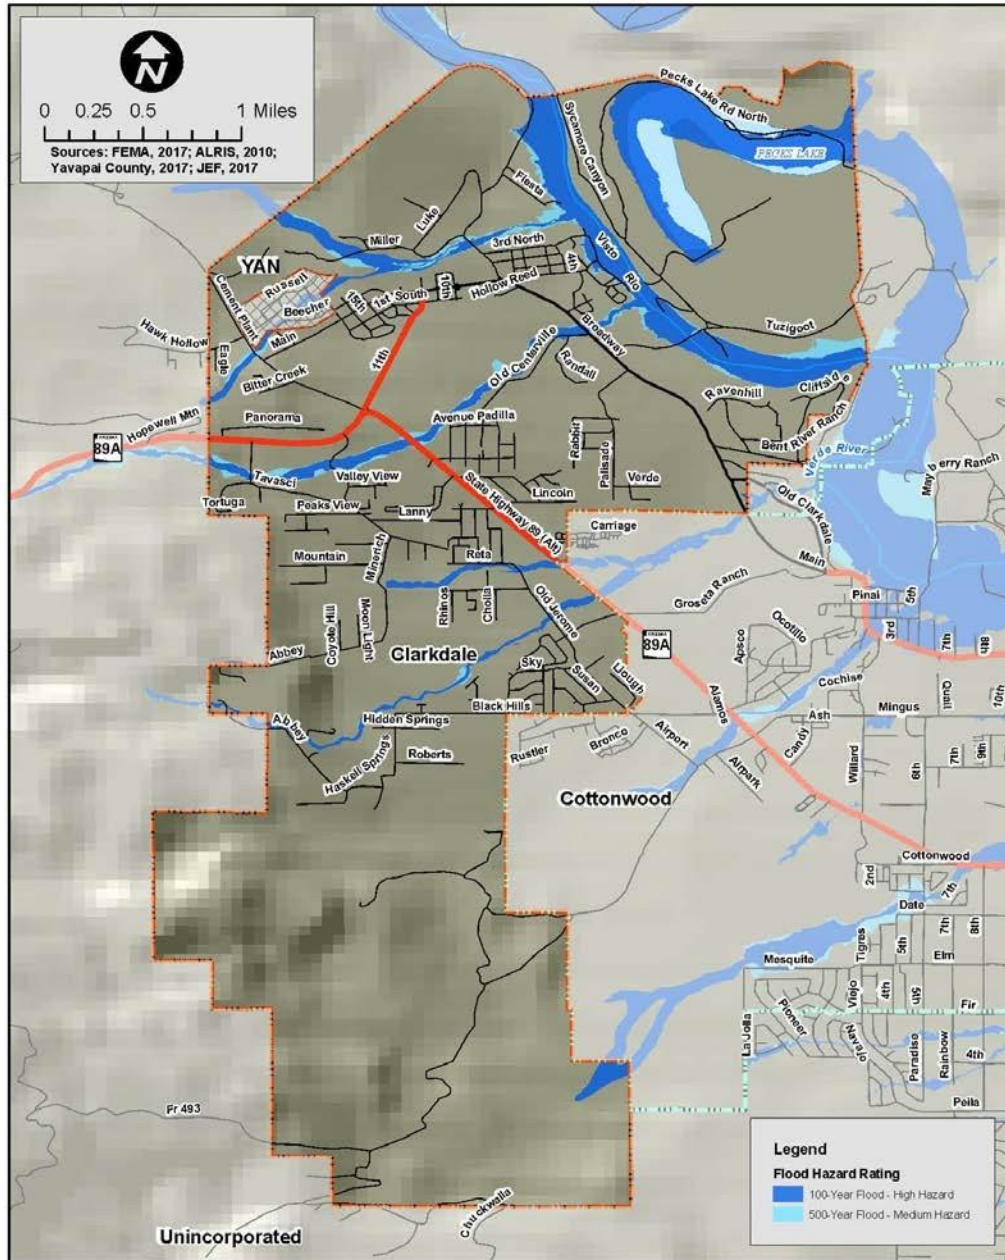 N
0 0.25 0.5 1 Miles
Sources: FEMA, 2017; ALRIS, 2010;
Yavapai County, 2017; JEF, 2017
Pecks Lake Rd North
PECKS LAKE
Sycamore Canyon
Fiesta
Luke
Miller
3rd North
4th
Visto Rio
YAN
Russell
Beecher
15th
1st South
10th
Hollow Reed
Cement Plant
Main
Hawk Hollow
Eagle
Bitter Creek
11th
Old Centerville
Broadway
Randall
Tuzigoot
Ravenhill
Cliffside
Bent River Ranch
Hopewell Mtn
89A
Panorama
Avenue Padilla
Rabbit
Palisade
Verde
Verde River
Mayberry Ranch
Tavasci
Valley View
State Highway 89 (Alt)
Lincoln
Tortuga
Peaks View
Lanny
Carriage
Old Clarkdale
Main
Mountain
Minerich
Reta
Rhinos
Cholla
Old Jerome
Groseta Ranch
Pinal
5th
3rd
7th
8th
Coyote Hill
Moon Light
Abbey
Clarkdale
89A
Apsco
Ocotillo
Sky
Susan
Llough
Cochise
Quail
10th
Alamos
Mingus
Black Hills
Hidden Springs
Abbey
Ash
Candy
Airport
Bronco
Rustler
Roberts
Haskell Springs
Airpark
Willard
6th
7th
9th
Cottonwood
Cottonwood
2nd
7th
Date
Tigres
5th
7th
8th
Elm
Mesquite
Viejo
4th
5th
Fir
Pioneer
La Jolla
Navajo
Paradiso
Rainbow
4th
Peila
Fr 493
Chuckwalla
Unincorporated
Legend
Flood Hazard Rating
100-Year Flood - High Hazard
500-Year Flood - Medium Hazard